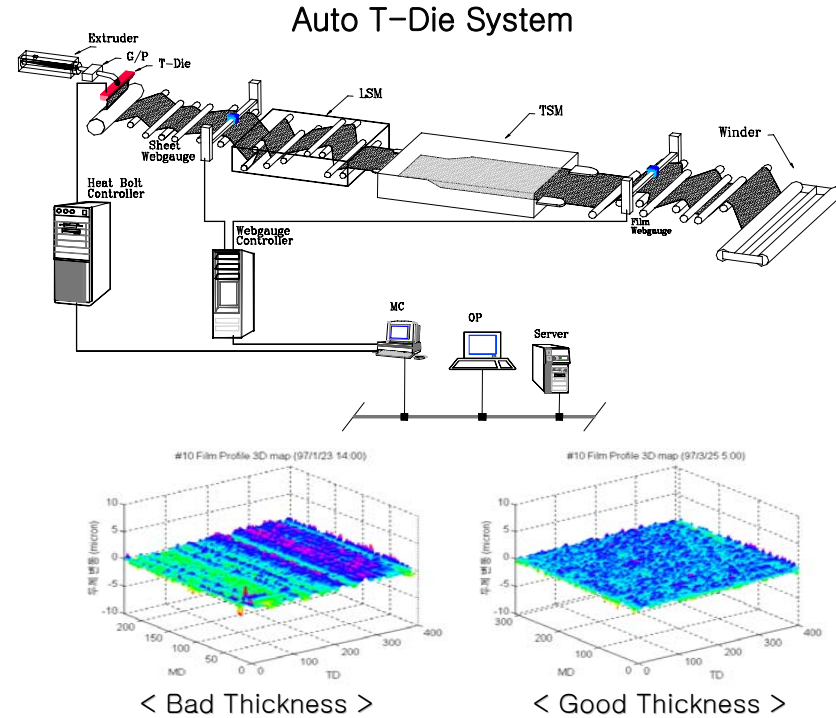 Auto T-Die System
Extruder
G/P
T-Die
LSM
TSM
Winder
Sheet
Webgauge
Heat Bolt
Controller
Webgauge
Controller
Film
Webgauge
MC
OP
Server
#10 Film Profile 3D map (97/1/23 14:00)
10
5
0
-5
-10
두께 변동 (micron)
200
150
100
50
0
MD
0
100
200
300
400
TD
< Bad Thickness >
#10 Film Profile 3D map (97/3/25 5:00)
10
5
0
-5
-10
두께 변동 (micron)
300
200
100
0
MD
0
100
200
300
400
TD
< Good Thickness >